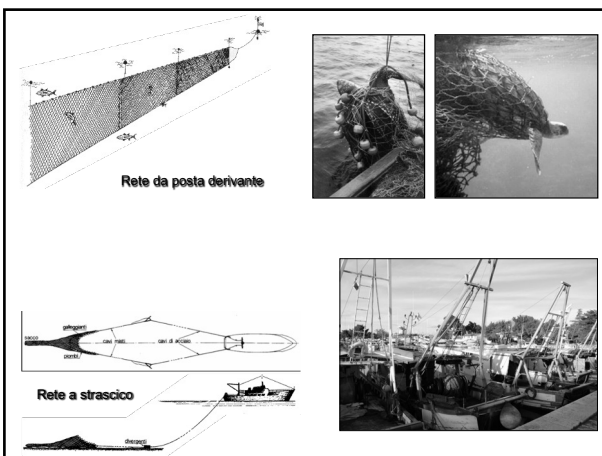 Rete da posta derivante
galleggianti
sacco
cavi misti
cavi di acciaio
piombi
Rete a strascico
divergenti